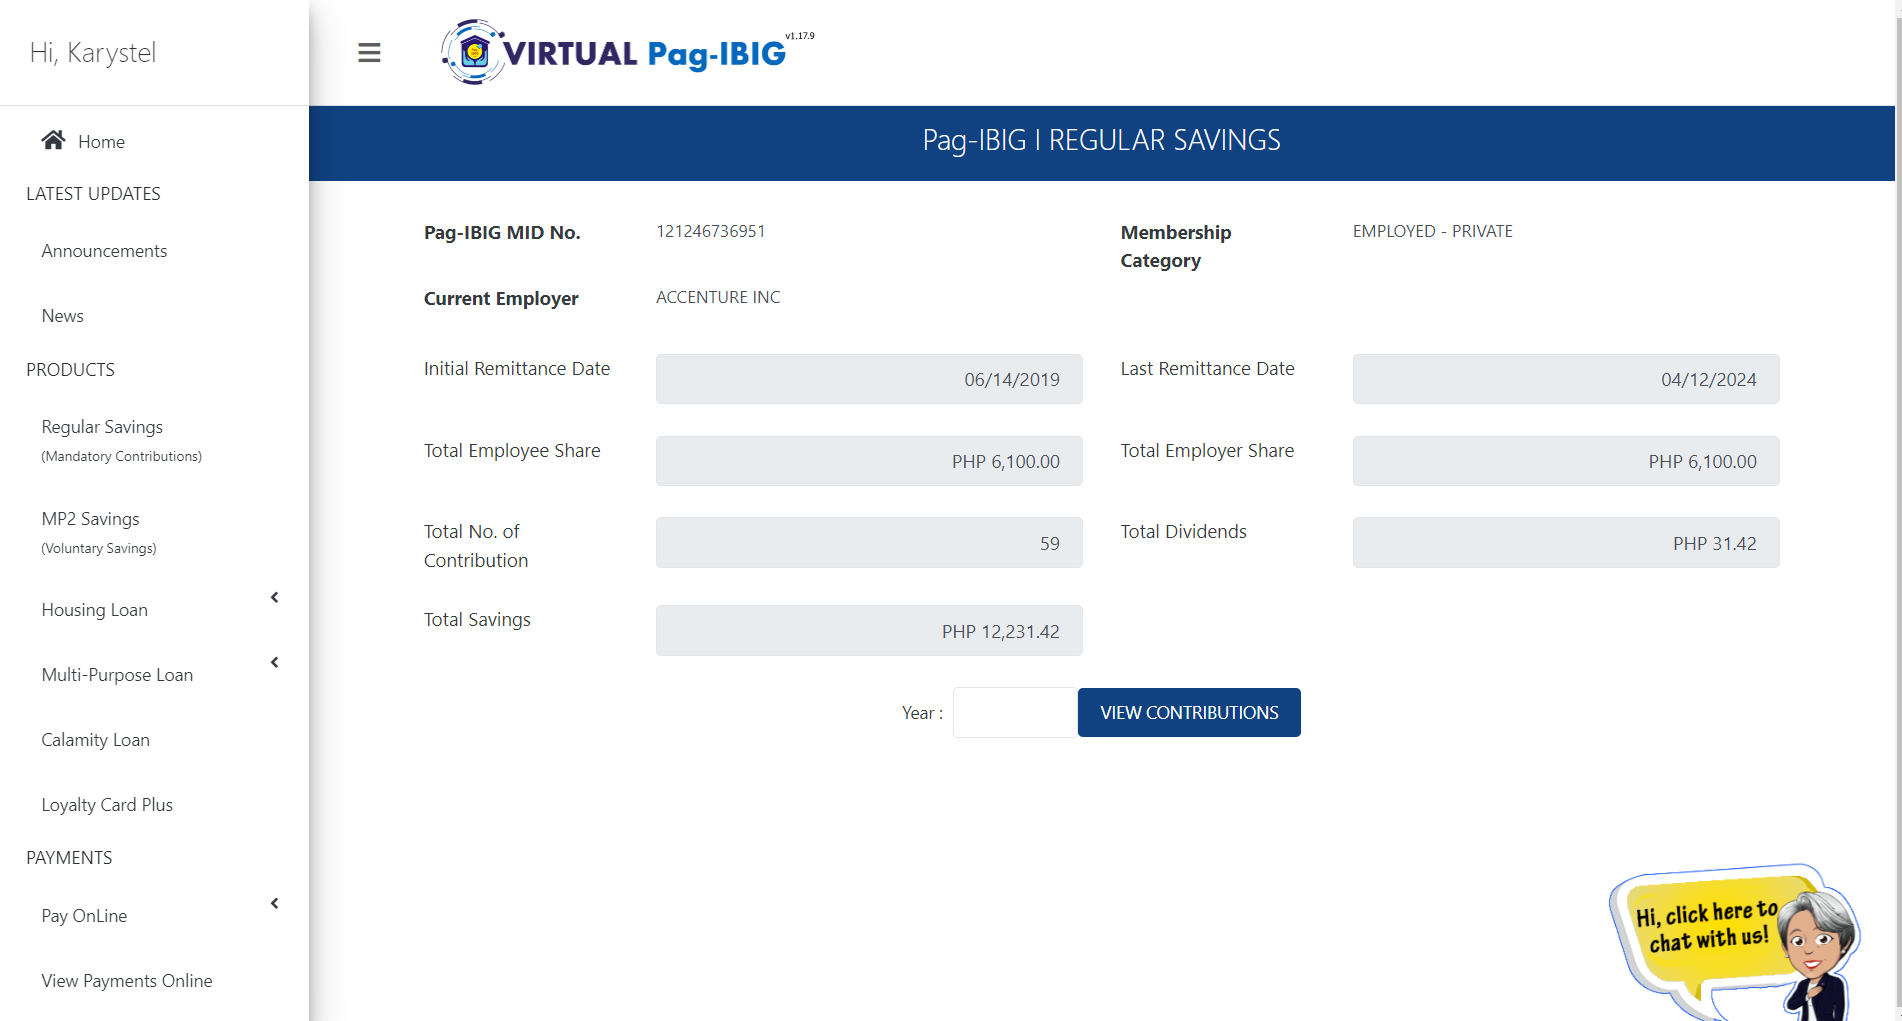 Hi, Karystel
Home
LATEST UPDATES
Announcements
News
PRODUCTS
Regular Savings
(Mandatory Contributions)
MP2 Savings
(Voluntary Savings)
Housing Loan
Multi-Purpose Loan
Calamity Loan
Loyalty Card Plus
PAYMENTS
Pay OnLine
View Payments Online
VIRTUAL Pag-IBIG v1.17.9
Pag-IBIG I REGULAR SAVINGS
Pag-IBIG MID No. 121246736951
Membership Category EMPLOYED - PRIVATE
Current Employer ACCENTURE INC
Initial Remittance Date 06/14/2019
Last Remittance Date 04/12/2024
Total Employee Share PHP 6,100.00
Total Employer Share PHP 6,100.00
Total No. of Contribution 59
Total Dividends PHP 31.42
Total Savings PHP 12,231.42
Year : VIEW CONTRIBUTIONS
Hi, click here to
chat with us!